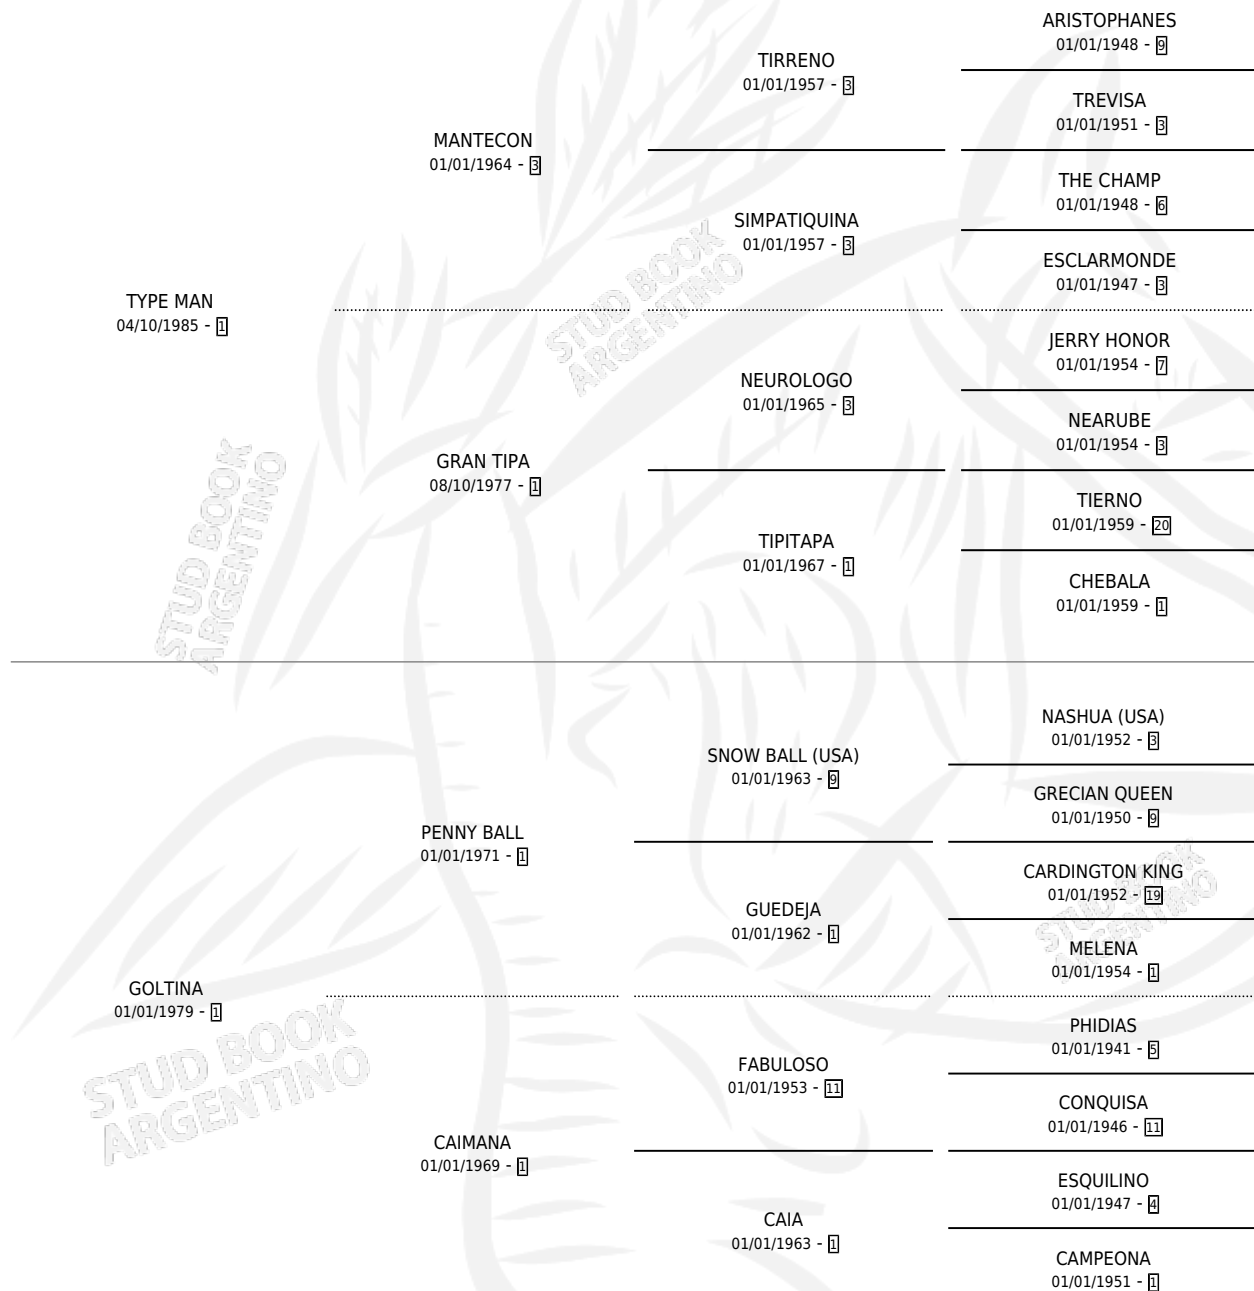 ARISTOPHANES
01/01/1948 - 9
TIRRENO
01/01/1957 - 3
TREVISA
01/01/1951 - 3
MANTECON
01/01/1964 - 3
THE CHAMP
01/01/1948 - 6
SIMPATIQUINA
01/01/1957 - 3
ESCLARMONDE
01/01/1947 - 3
TYPE MAN
04/10/1985 - 1
STUD BOOK
ARGENTINO
JERRY HONOR
01/01/1954 - 7
NEUROLOGO
01/01/1965 - 3
NEARUBE
01/01/1954 - 3
GRAN TIPA
08/10/1977 - 1
TIERNO
01/01/1959 - 20
TIPITAPA
01/01/1967 - 1
CHEBALA
01/01/1959 - 1
STUD BOOK
ARGENTINO
NASHUA (USA)
01/01/1952 - 3
SNOW BALL (USA)
01/01/1963 - 9
GRECIAN QUEEN
01/01/1950 - 9
PENNY BALL
01/01/1971 - 1
CARDINGTON KING
01/01/1952 - 19
GUEDEJA
01/01/1962 - 1
STUD BOOK
ARGENTINO
MELENA
01/01/1954 - 1
GOLTINA
01/01/1979 - 1
PHIDIAS
01/01/1941 - 5
FABULOSO
01/01/1953 - 11
STUD BOOK
ARGENTINO
CONQUISA
01/01/1946 - 11
CAIMANA
01/01/1969 - 1
ESQUILINO
01/01/1947 - 4
CAIA
01/01/1963 - 1
CAMPEONA
01/01/1951 - 1